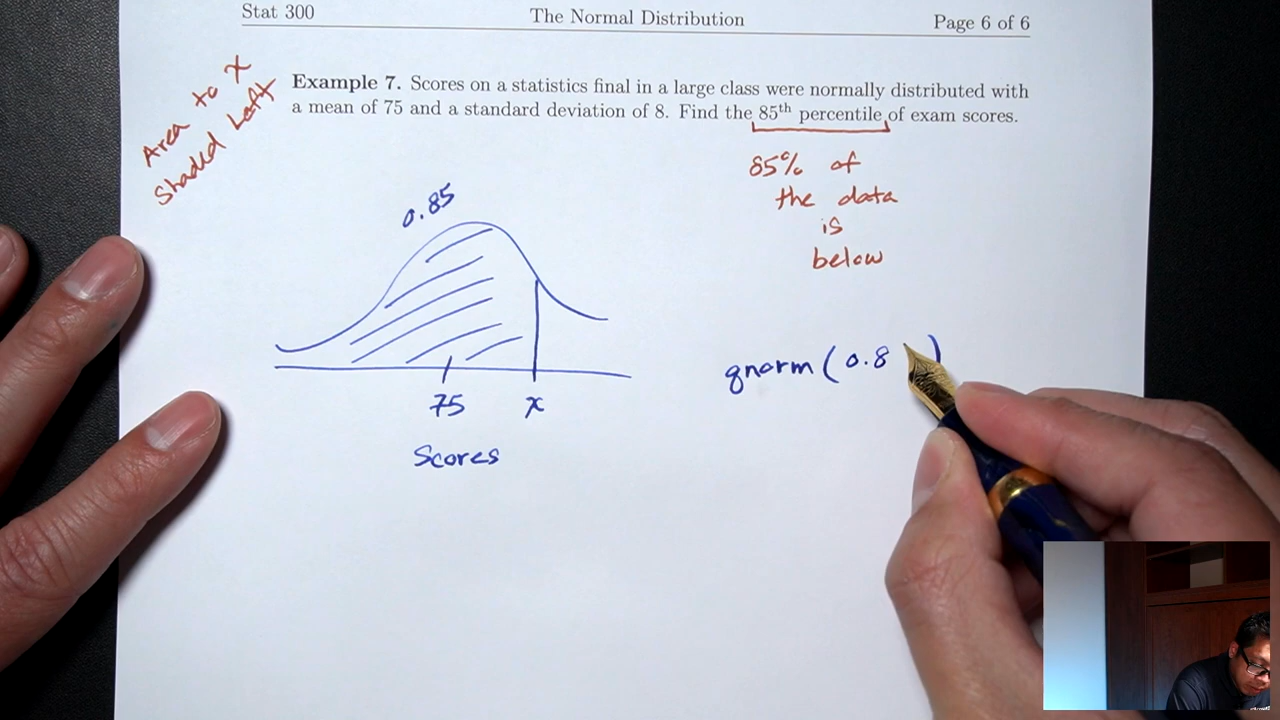 Stat 300
The Normal Distribution
Page 6 of 6
Example 7. Scores on a statistics final in a large class were normally distributed with
a mean of 75 and a standard deviation of 8. Find the 85th percentile of exam scores.
Area to x
Shaded Left
85% of
the data
is
below
0.85
75
x
Scores
qnorm(0.8 )